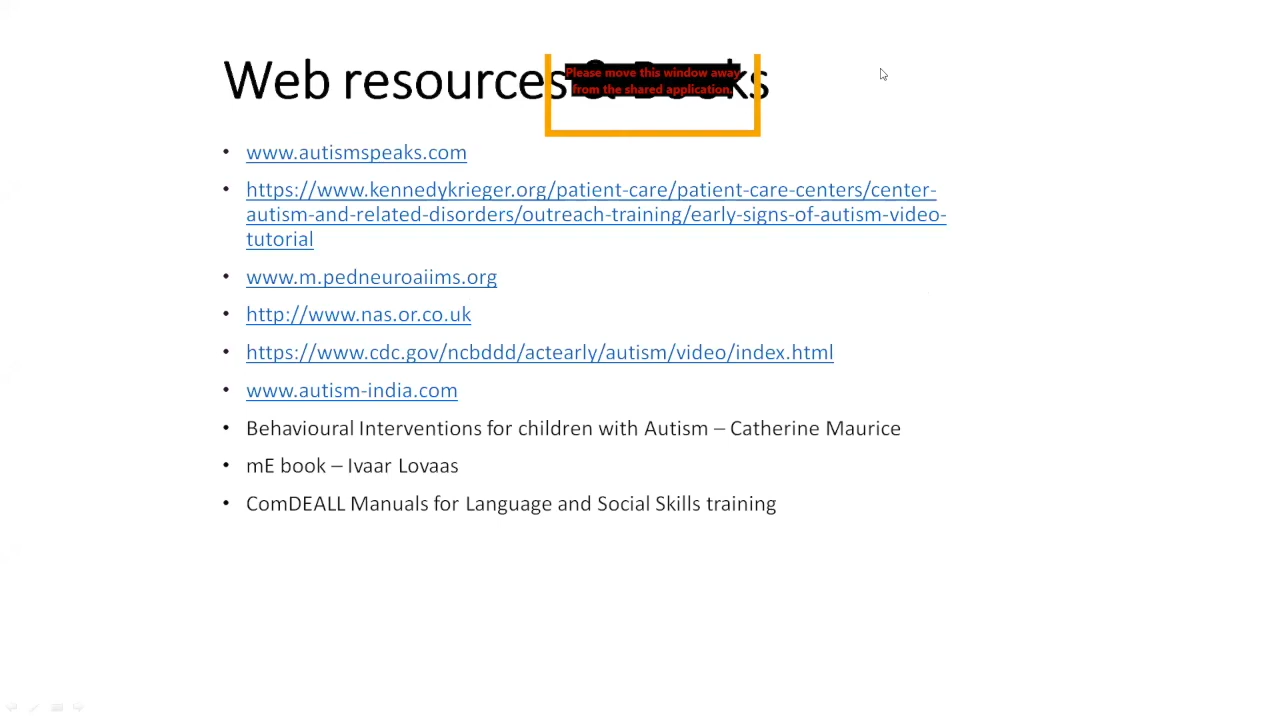 Web resources & Books
Please move this window away
from the shared application.
• www.autismspeaks.com
• https://www.kennedykrieger.org/patient-care/patient-care-centers/center-
autism-and-related-disorders/outreach-training/early-signs-of-autism-video-
tutorial
• www.m.pedneuroaiims.org
• http://www.nas.or.co.uk
• https://www.cdc.gov/ncbddd/actearly/autism/video/index.html
• www.autism-india.com
• Behavioural Interventions for children with Autism – Catherine Maurice
• mE book – Ivaar Lovaas
• ComDEALL Manuals for Language and Social Skills training